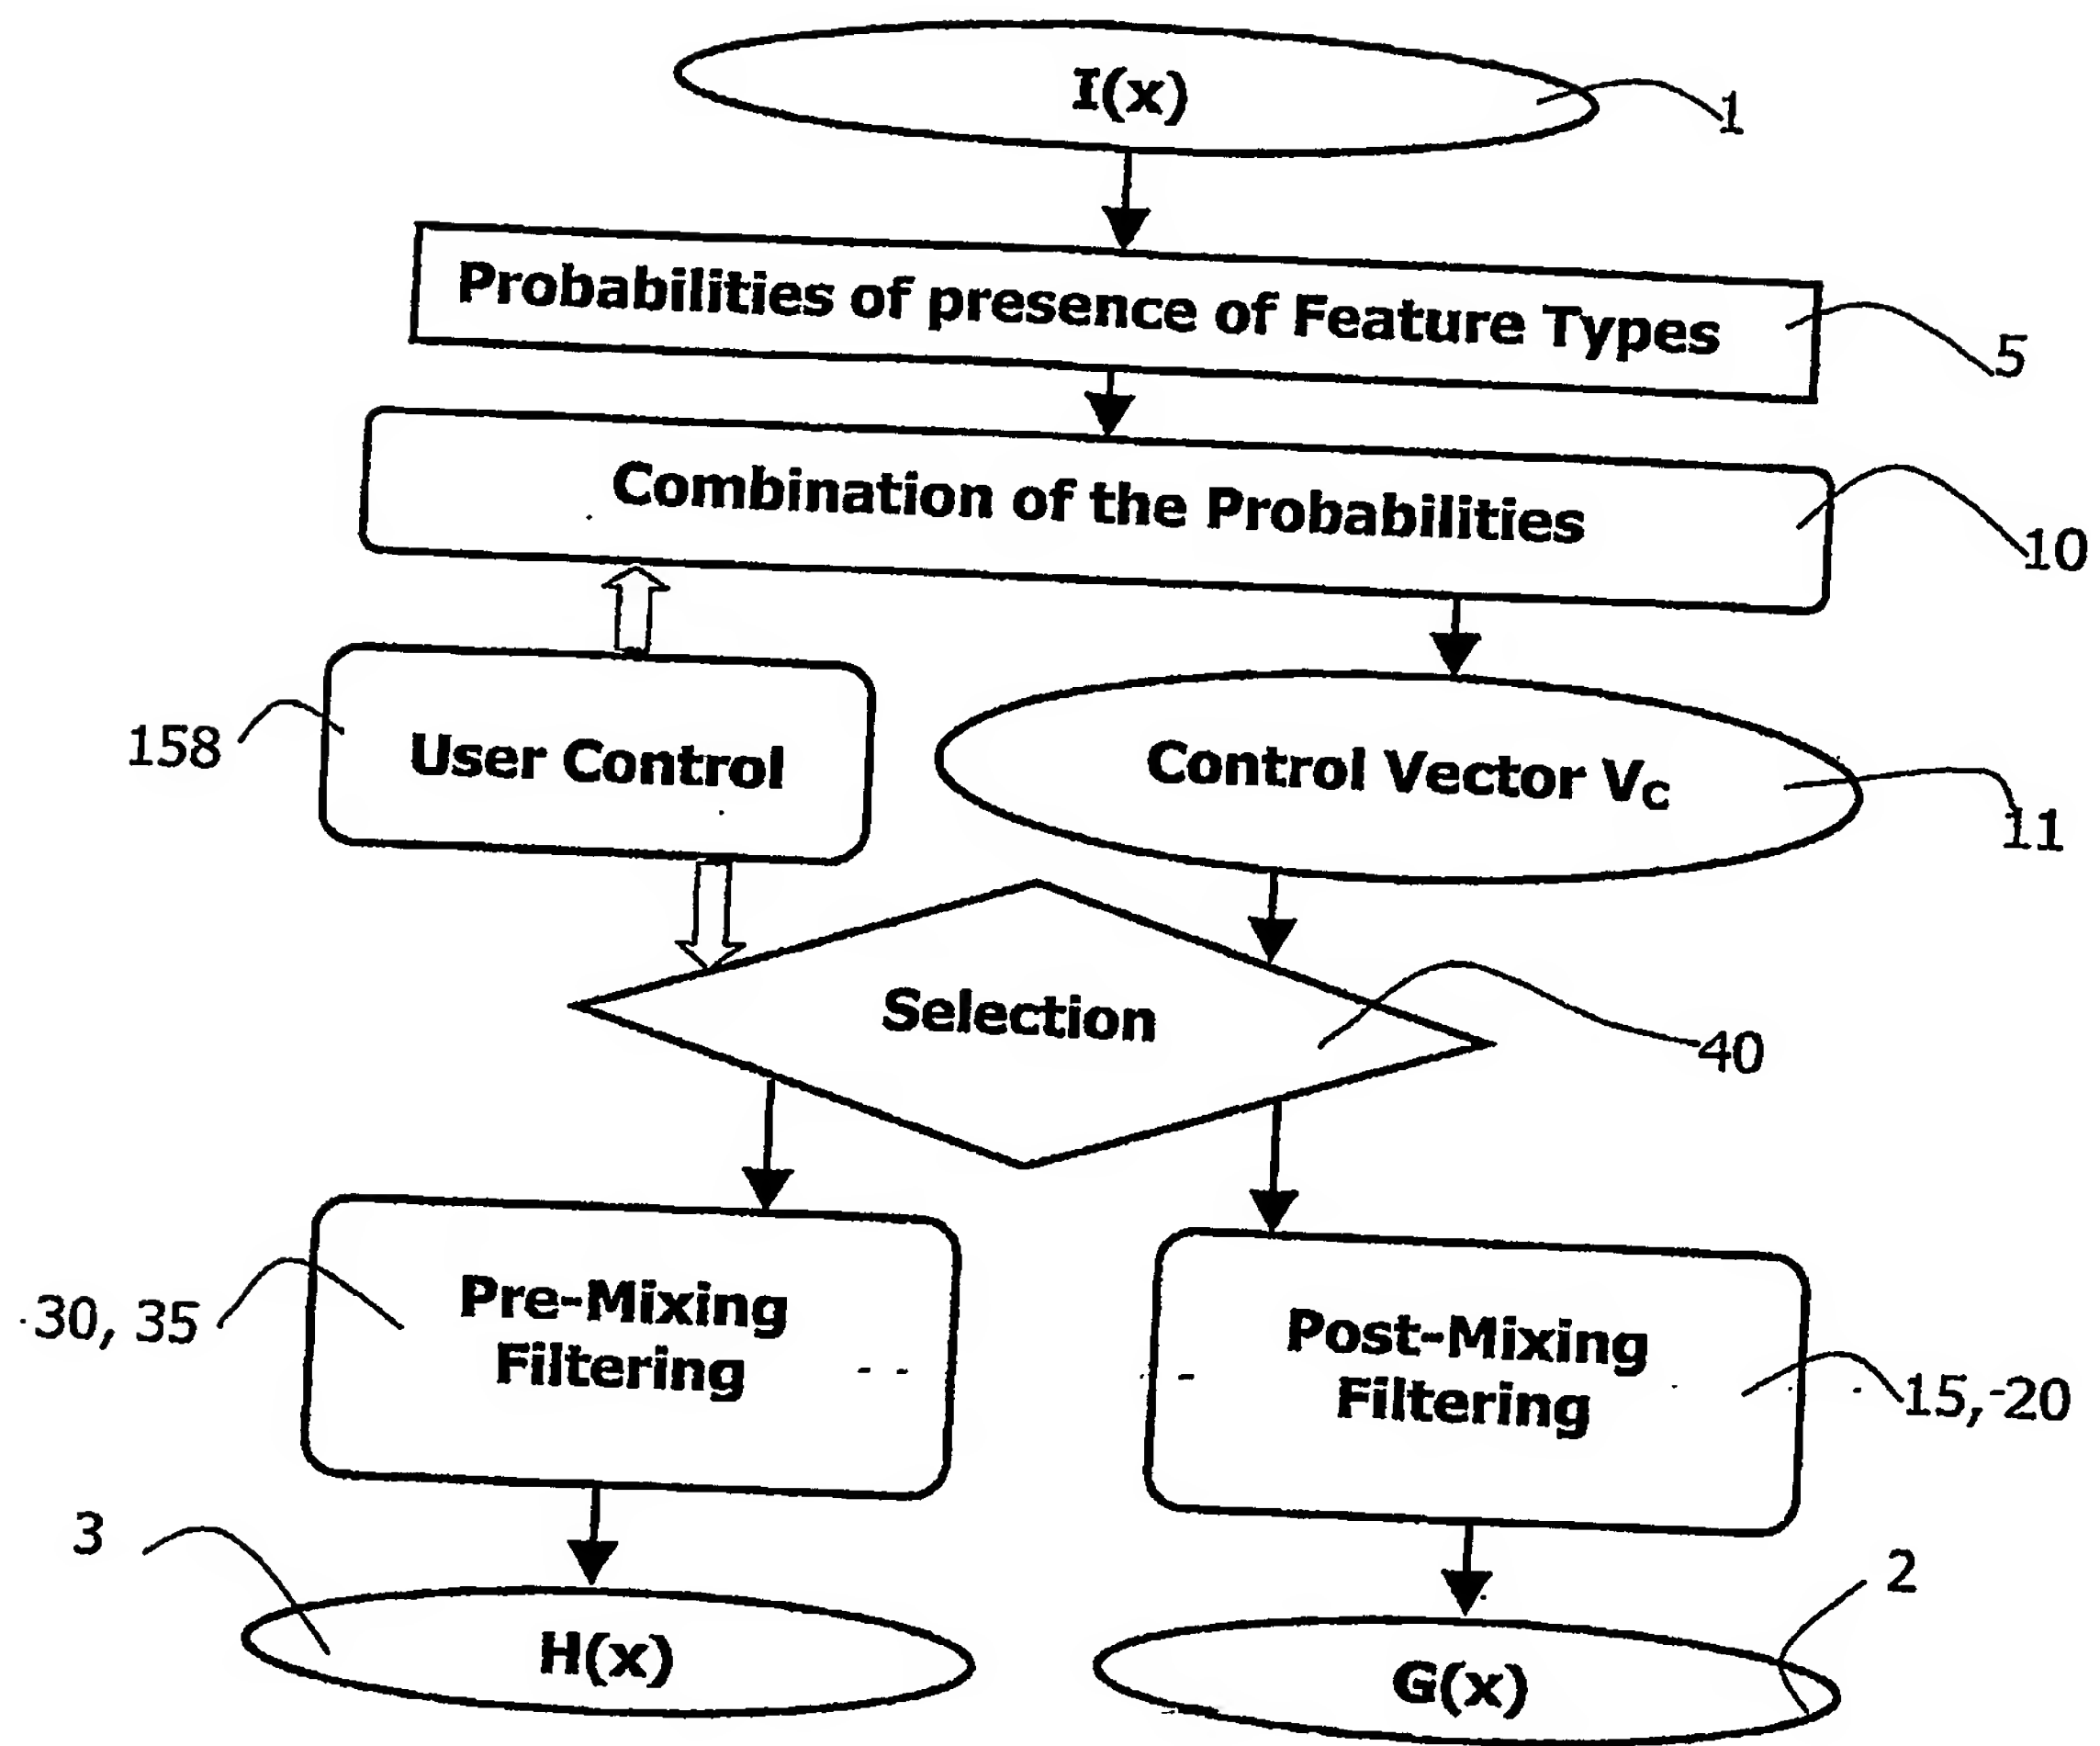 I(x)
1
Probabilities of presence of Feature Types
5
Combination of the Probabilities
10
158
User Control
Control Vector Vc
11
Selection
40
30, 35
Pre-Mixing
Filtering
Post-Mixing
Filtering
15, 20
3
H(x)
2
G(x)